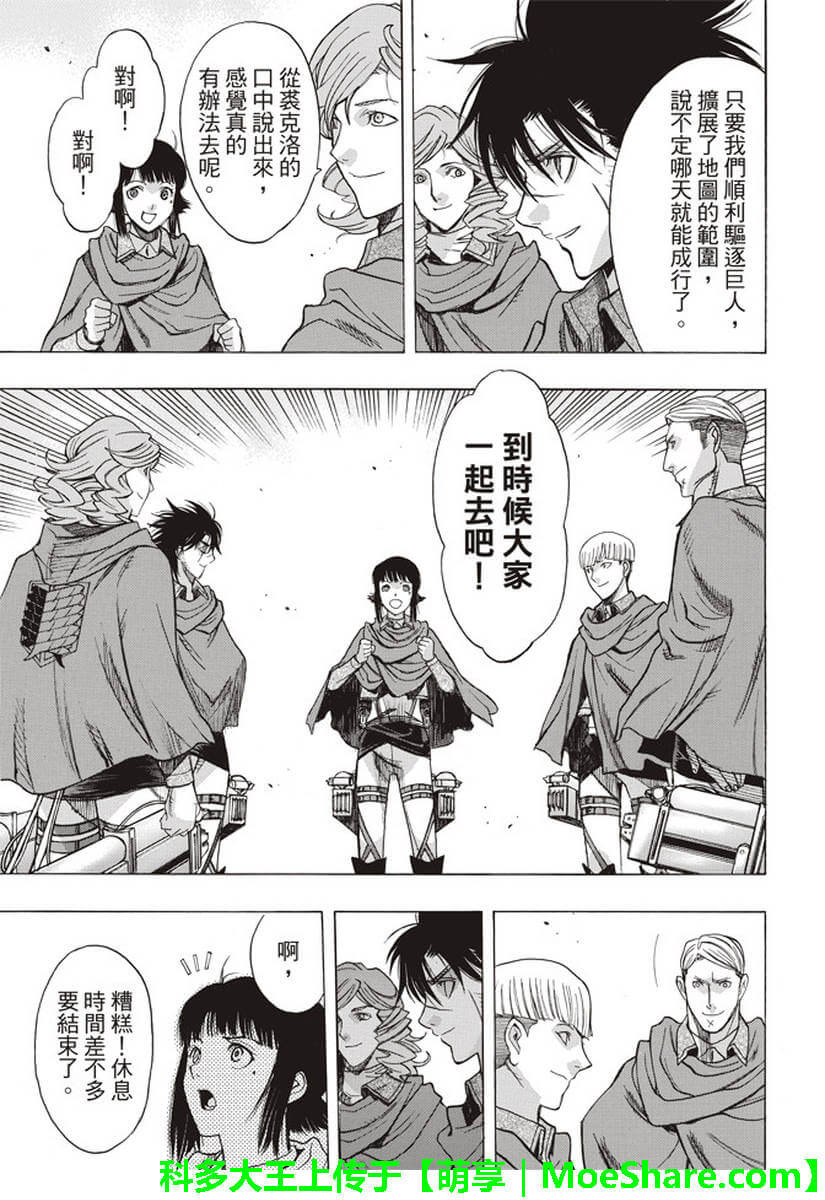 只要我們順利驅逐巨人，
擴展了地圖的範圍，
說不定哪天就能成行了。
從裘克洛的
口中說出來，
感覺真的
有辦法去呢。
對啊！
對啊！
到時候大家
一起去吧！
啊，
糟糕！休息
時間差不多
要結束了。
科多大王上传于【萌享|MoeShare.com】